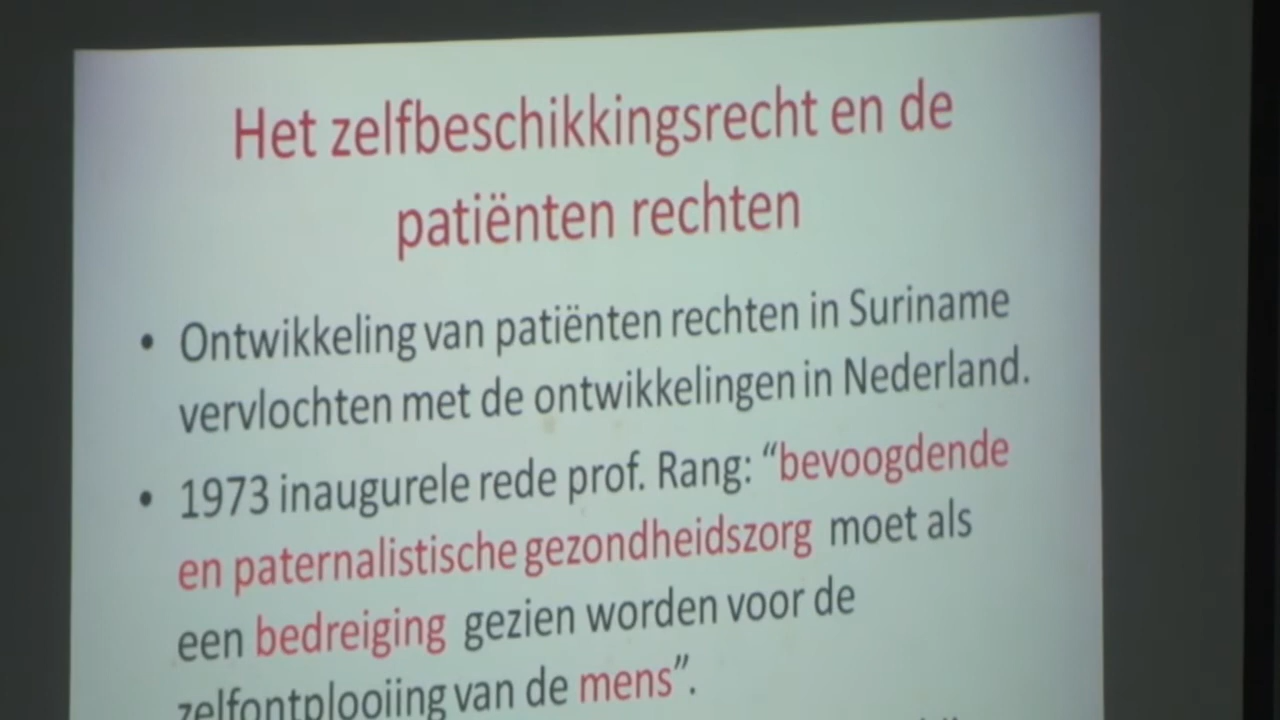 Het zelfbeschikkingsrecht en de
patiënten rechten
• Ontwikkeling van patiënten rechten in Suriname
vervlochten met de ontwikkelingen in Nederland.
• 1973 inaugurele rede prof. Rang: “bevoogdende
en paternalistische gezondheidszorg moet als
een bedreiging gezien worden voor de
zelfontplooiing van de mens”.